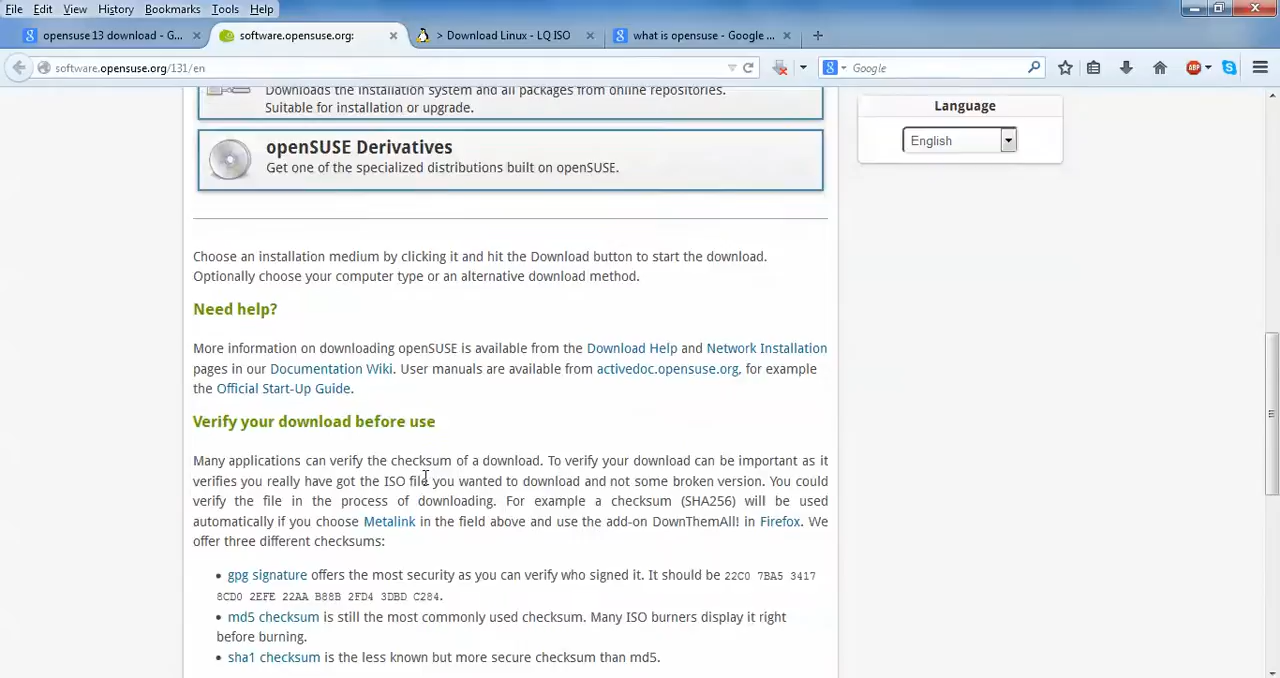 File Edit View History Bookmarks Tools Help
opensuse 13 download - G... software.opensuse.org: > Download Linux - LQ ISO what is opensuse - Google ...
software.opensuse.org/131/en Google
Downloads the installation system and all packages from online repositories.
Suitable for installation or upgrade.
openSUSE Derivatives
Get one of the specialized distributions built on openSUSE.
Language
English
Choose an installation medium by clicking it and hit the Download button to start the download.
Optionally choose your computer type or an alternative download method.
Need help?
More information on downloading openSUSE is available from the Download Help and Network Installation
pages in our Documentation Wiki. User manuals are available from activedoc.opensuse.org, for example
the Official Start-Up Guide.
Verify your download before use
Many applications can verify the checksum of a download. To verify your download can be important as it
verifies you really have got the ISO file you wanted to download and not some broken version. You could
verify the file in the process of downloading. For example a checksum (SHA256) will be used
automatically if you choose Metalink in the field above and use the add-on DownThemAll! in Firefox. We
offer three different checksums:
• gpg signature offers the most security as you can verify who signed it. It should be 22C0 7BA5 3417
8CD0 2EFE 22AA B88B 2FD4 3DBD C284.
• md5 checksum is still the most commonly used checksum. Many ISO burners display it right
before burning.
• sha1 checksum is the less known but more secure checksum than md5.